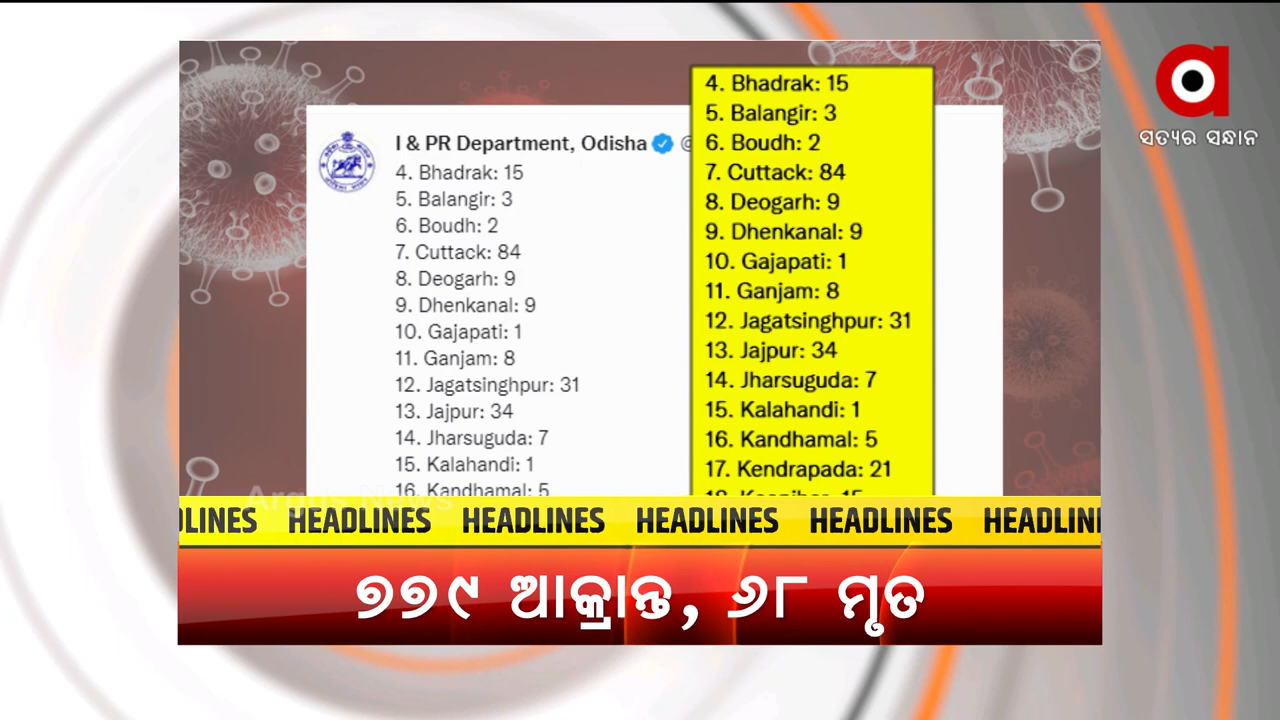 I & PR Department, Odisha
4. Bhadrak: 15
5. Balangir: 3
6. Boudh: 2
7. Cuttack: 84
8. Deogarh: 9
9. Dhenkanal: 9
10. Gajapati: 1
11. Ganjam: 8
12. Jagatsinghpur: 31
13. Jajpur: 34
14. Jharsuguda: 7
15. Kalahandi: 1
16. Kandhamal: 5
4. Bhadrak: 15
5. Balangir: 3
6. Boudh: 2
7. Cuttack: 84
8. Deogarh: 9
9. Dhenkanal: 9
10. Gajapati: 1
11. Ganjam: 8
12. Jagatsinghpur: 31
13. Jajpur: 34
14. Jharsuguda: 7
15. Kalahandi: 1
16. Kandhamal: 5
17. Kendrapada: 21
ସତ୍ୟର ସନ୍ଧାନ
Argus News
DLINES HEADLINES HEADLINES HEADLINES HEADLINES HEADLIN
୭୭୯ ଆକ୍ରାନ୍ତ, ୬୮ ମୃତ